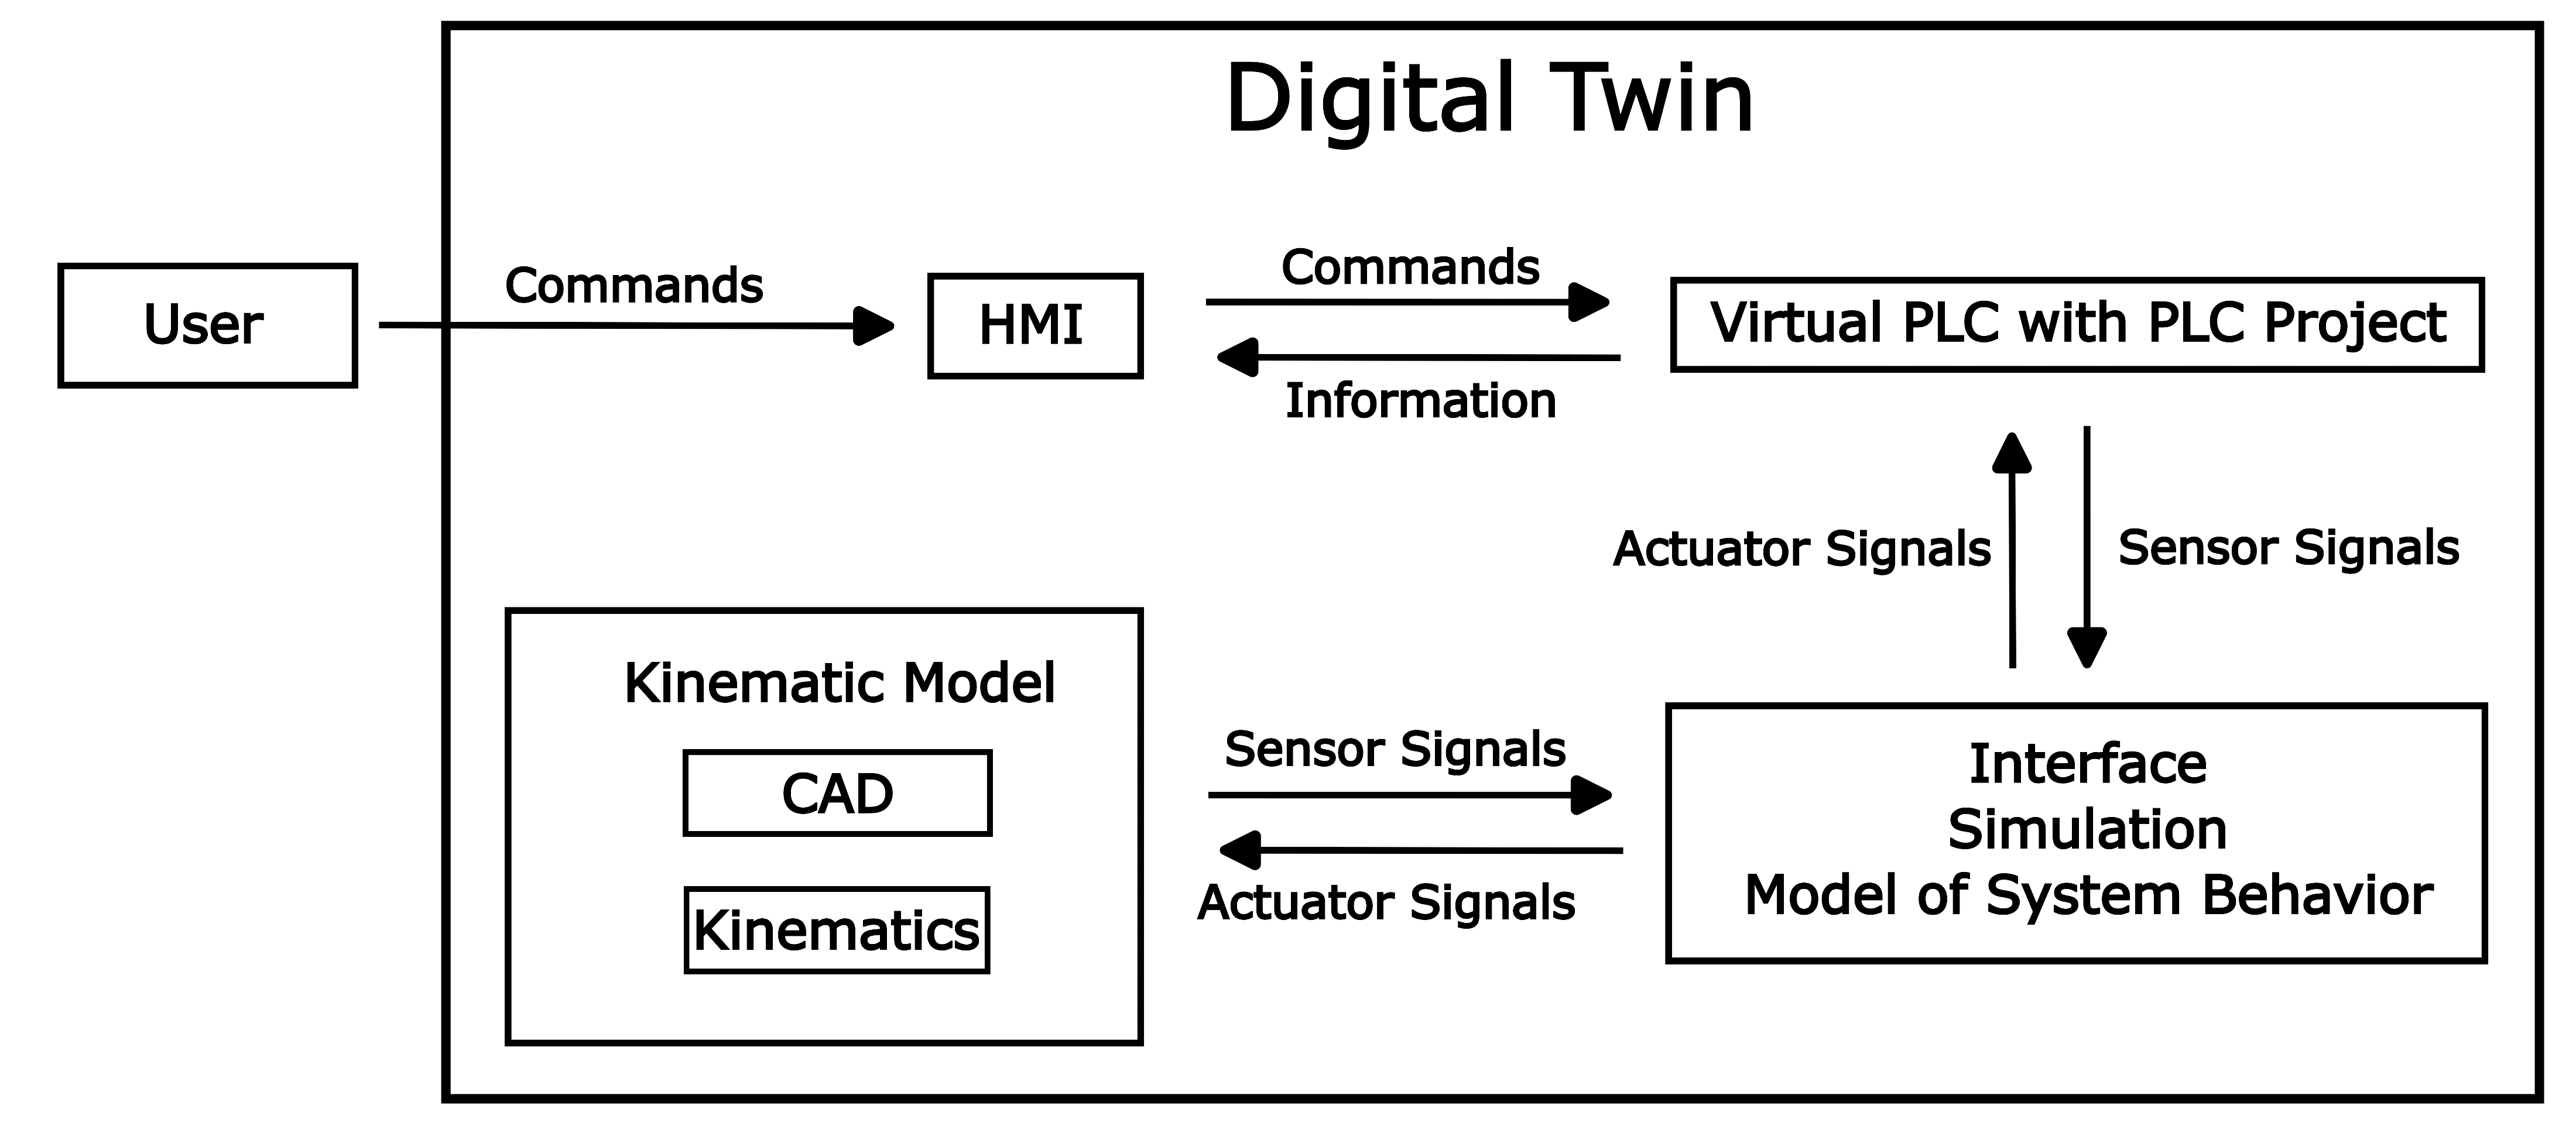 Digital Twin
User
Commands
HMI
Commands
Information
Virtual PLC with PLC Project
Actuator Signals
Sensor Signals
Kinematic Model
CAD
Kinematics
Sensor Signals
Actuator Signals
Interface
Simulation
Model of System Behavior